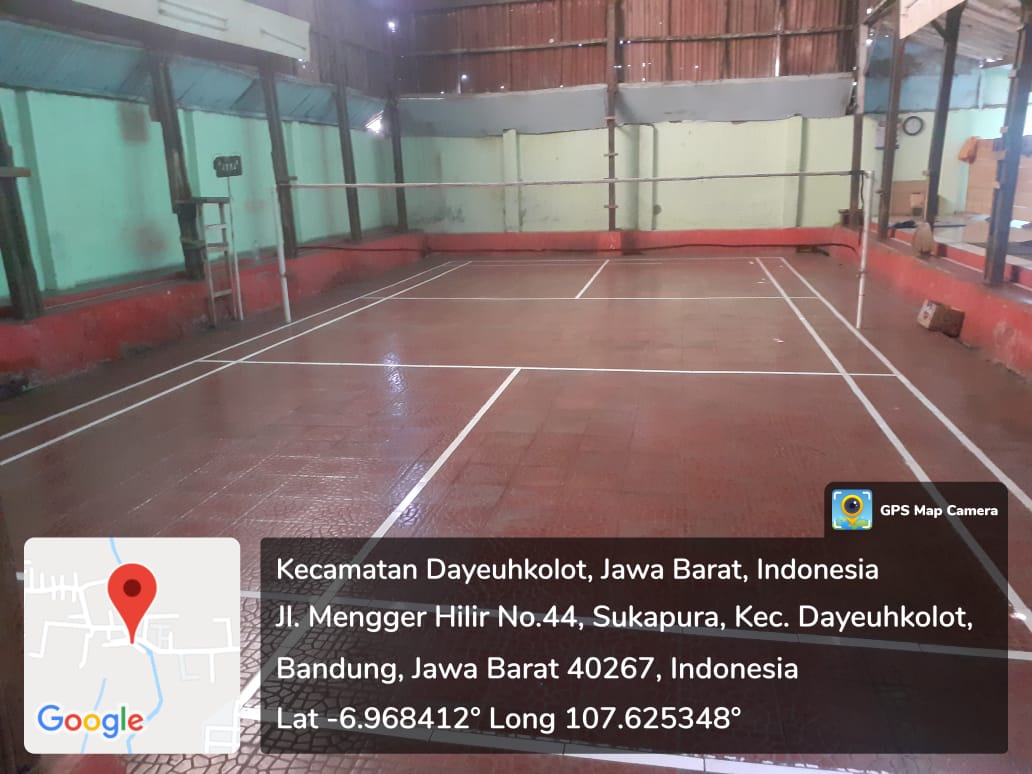 GPS Map Camera
Kecamatan Dayeuhkolot, Jawa Barat, Indonesia
Jl. Mengger Hilir No.44, Sukapura, Kec. Dayeuhkolot,
Bandung, Jawa Barat 40267, Indonesia
Lat -6.968412° Long 107.625348°
Google